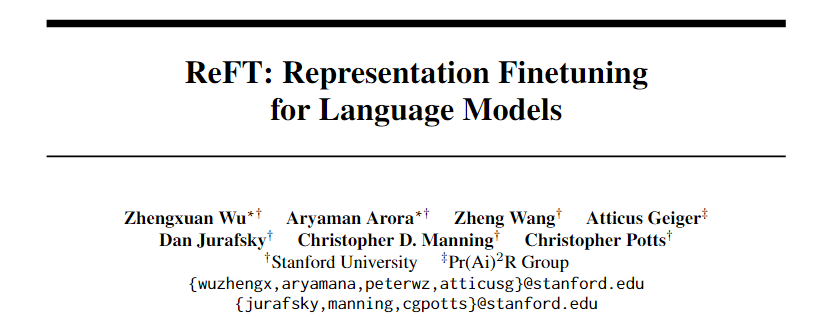 ReFT: Representation Finetuning
for Language Models
Zhengxuan Wu*† Aryaman Arora*† Zheng Wang† Atticus Geiger‡
Dan Jurafsky† Christopher D. Manning† Christopher Potts†
†Stanford University ‡Pr(Ai)²R Group
{wuzhengx,aryamana,peterwz,atticusg}@stanford.edu
{jurafsky,manning,cgpotts}@stanford.edu